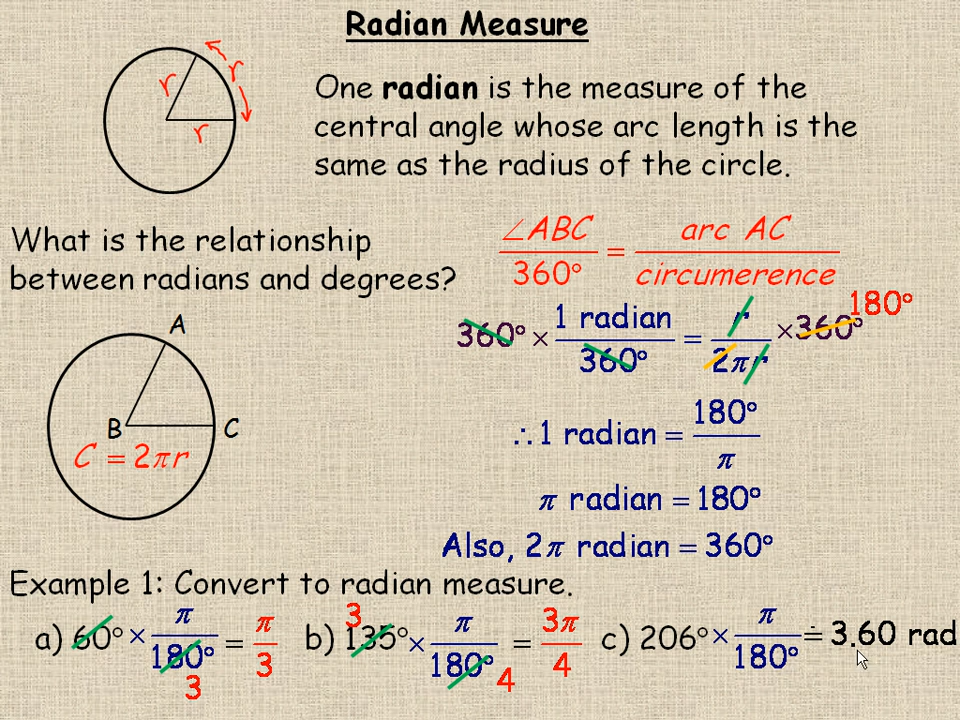 Radian Measure
r r r
One radian is the measure of the
central angle whose arc length is the
same as the radius of the circle.
What is the relationship
between radians and degrees?
∠ABC / 360° = arc AC / circumerence
360° × 1 radian / 360° = r / 2πr × 360° 180°
A
B
C
C = 2πr
∴ 1 radian = 180° / π
π radian = 180°
Also, 2π radian = 360°
Example 1: Convert to radian measure.
a) 60° × π / 180° 3 = π / 3 b) 135° 3 × π / 180° 4 = 3π / 4 c) 206° × π / 180° ≐ 3.60 rad